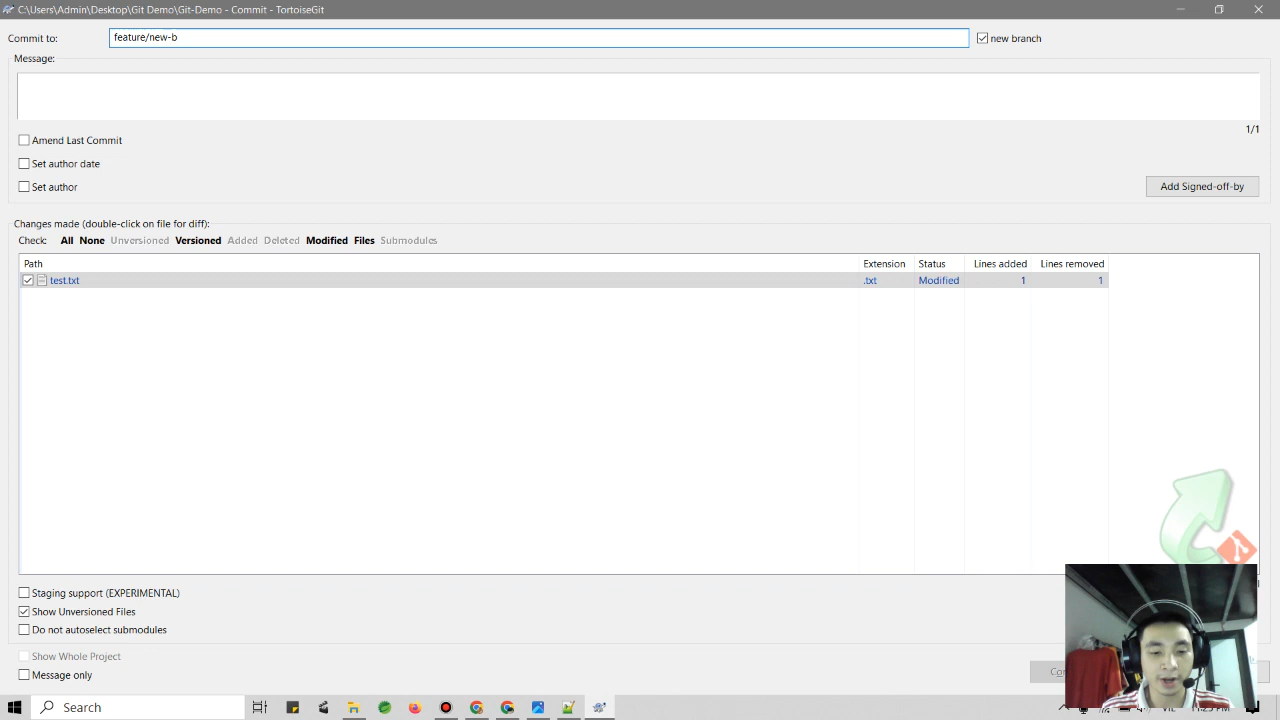 C:\Users\Admin\Desktop\Git Demo\Git-Demo - Commit - TortoiseGit
Commit to: feature/new-b new branch
Message:
1/1
Amend Last Commit
Set author date
Set author
Add Signed-off-by
Changes made (double-click on file for diff):
Check: All None Unversioned Versioned Added Deleted Modified Files Submodules
Path Extension Status Lines added Lines removed
test.txt .txt Modified 1 1
Staging support (EXPERIMENTAL)
Show Unversioned Files
Do not autoselect submodules
Show Whole Project
Message only
Search